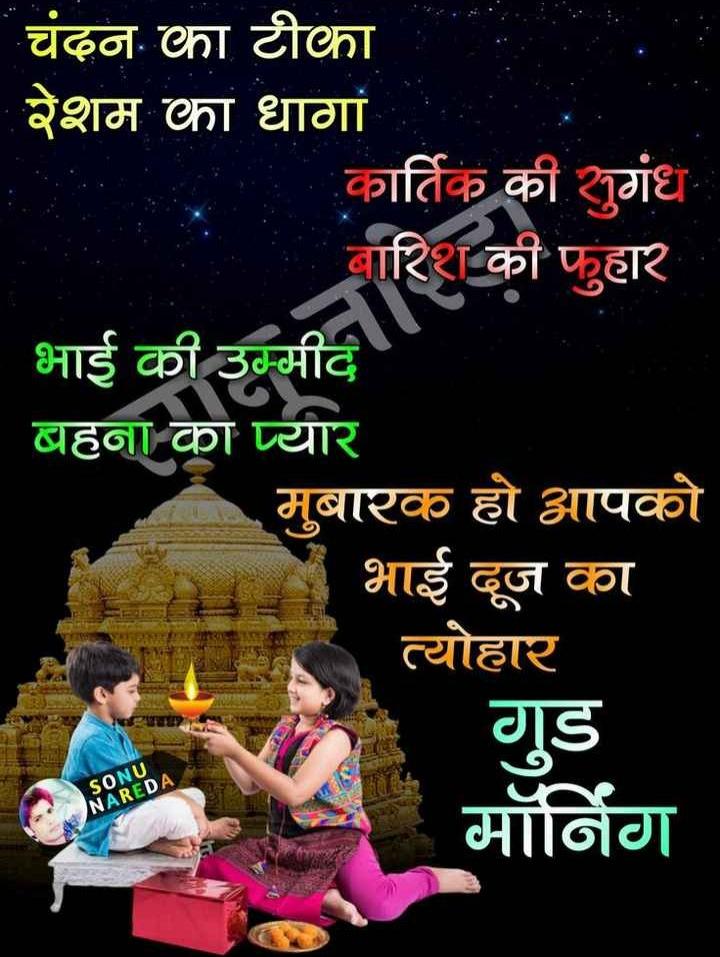 चंदन का टीका
रेशम का धागा
कार्तिक की सुगंध
बारिश की फुहार
भाई की उम्मीद
बहना का प्यार
मुबारक हो आपको
भाई दूज का
त्योहार
गुड
मॉर्निंग
SONU
NAREDA